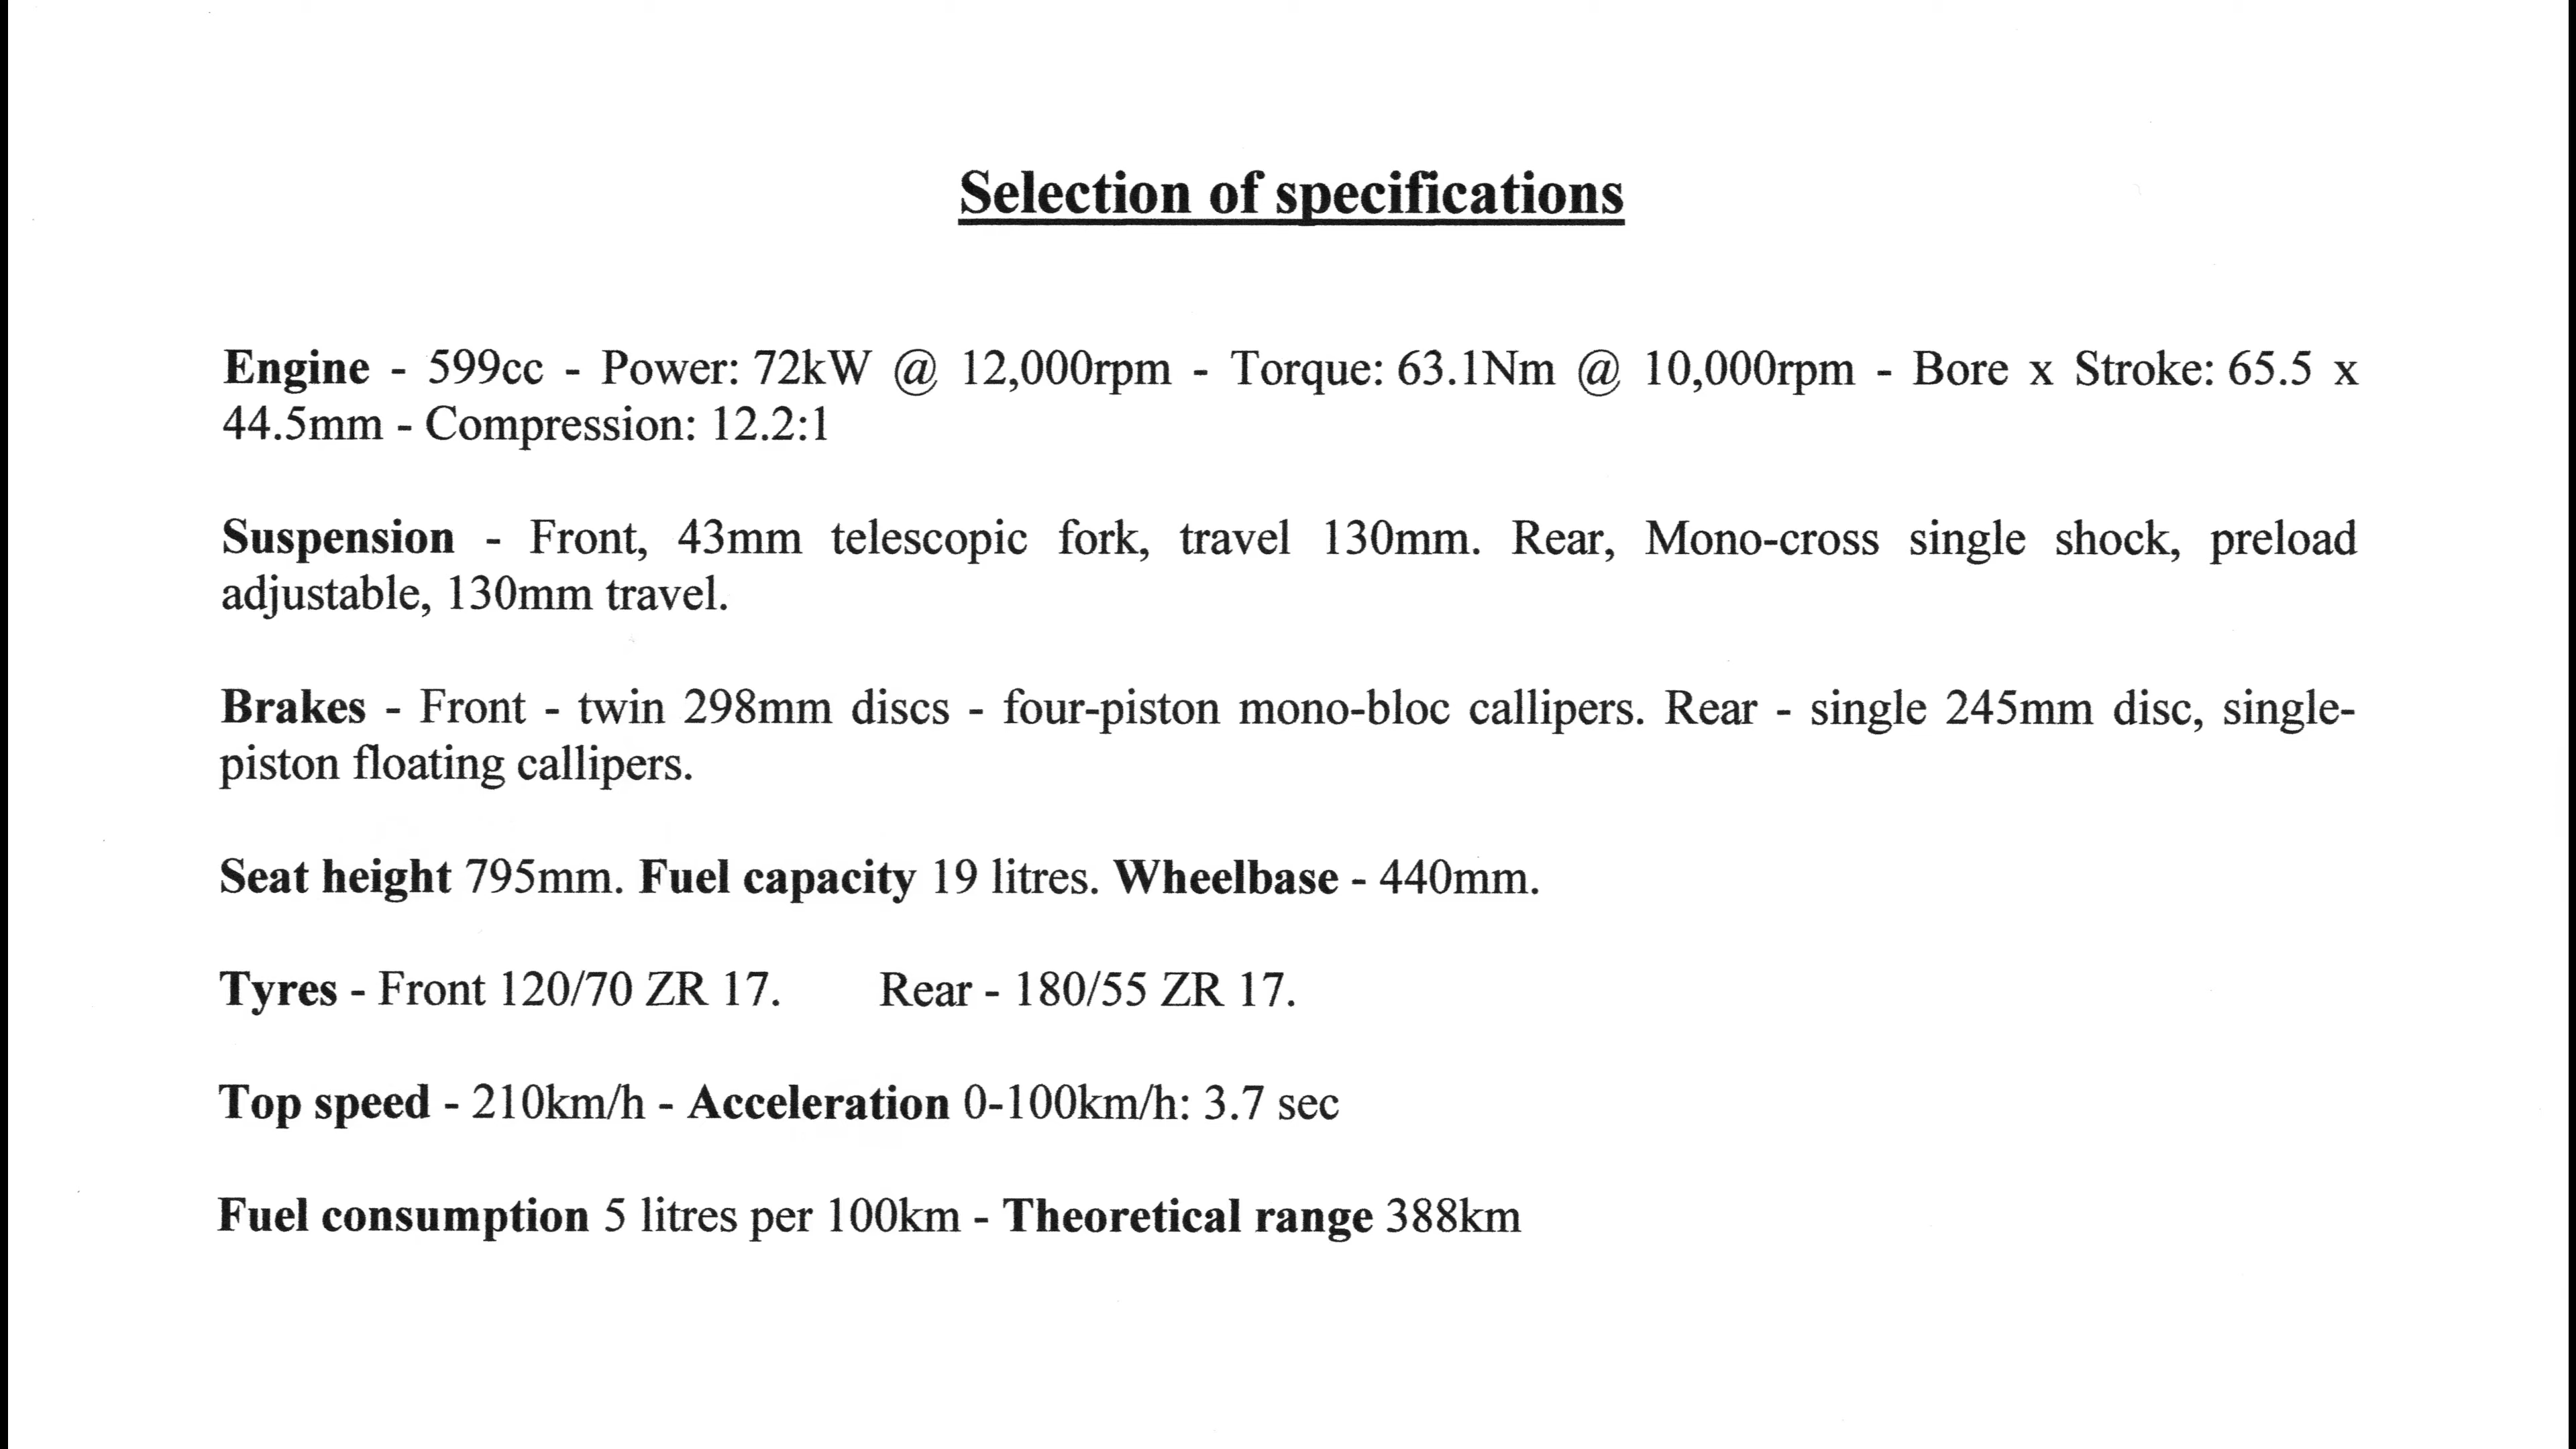 Selection of specifications
Engine - 599cc - Power: 72kW @ 12,000rpm - Torque: 63.1Nm @ 10,000rpm - Bore x Stroke: 65.5 x
44.5mm - Compression: 12.2:1
Suspension - Front, 43mm telescopic fork, travel 130mm. Rear, Mono-cross single shock, preload
adjustable, 130mm travel.
Brakes - Front - twin 298mm discs - four-piston mono-bloc callipers. Rear - single 245mm disc, single-
piston floating callipers.
Seat height 795mm. Fuel capacity 19 litres. Wheelbase - 440mm.
Tyres - Front 120/70 ZR 17. Rear - 180/55 ZR 17.
Top speed - 210km/h - Acceleration 0-100km/h: 3.7 sec
Fuel consumption 5 litres per 100km - Theoretical range 388km